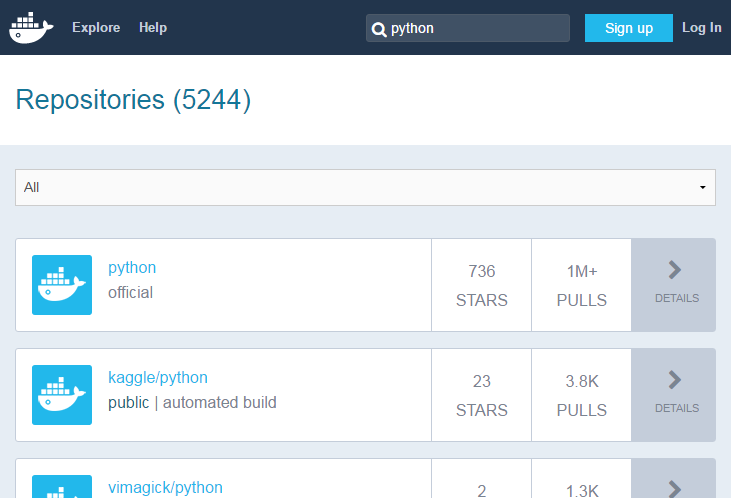 Explore Help python Sign up Log In
Repositories (5244)
All
python
official
736
STARS
1M+
PULLS
DETAILS
kaggle/python
public | automated build
23
STARS
3.8K
PULLS
DETAILS
vimagick/python
2
1.3K